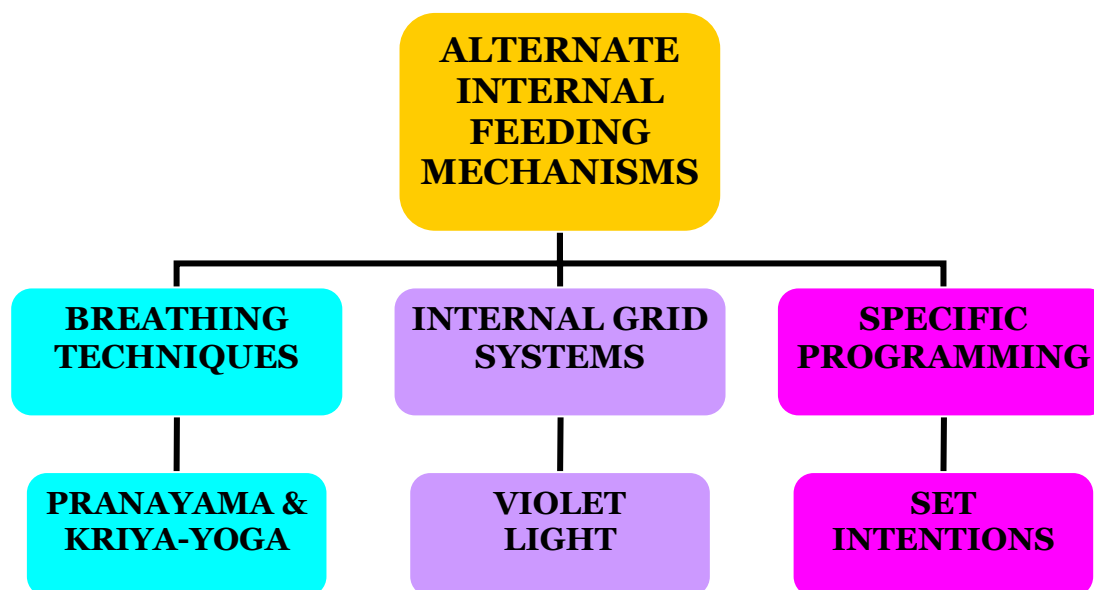 ALTERNATE
INTERNAL
FEEDING
MECHANISMS
BREATHING
TECHNIQUES
INTERNAL GRID
SYSTEMS
SPECIFIC
PROGRAMMING
PRANAYAMA &
KRIYA-YOGA
VIOLET
LIGHT
SET
INTENTIONS